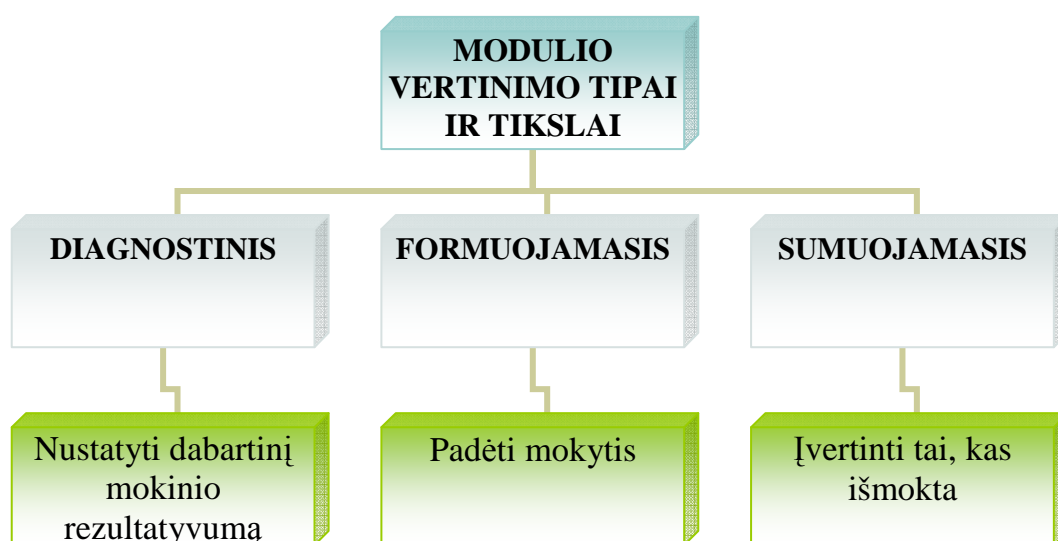 MODULIO
VERTINIMO TIPAI
IR TIKSLAI
DIAGNOSTINIS
FORMUOJAMASIS
SUMUOJAMASIS
Nustatyti dabartinį
mokinio
rezultatyvumą
Padėti mokytis
Įvertinti tai, kas
išmokta